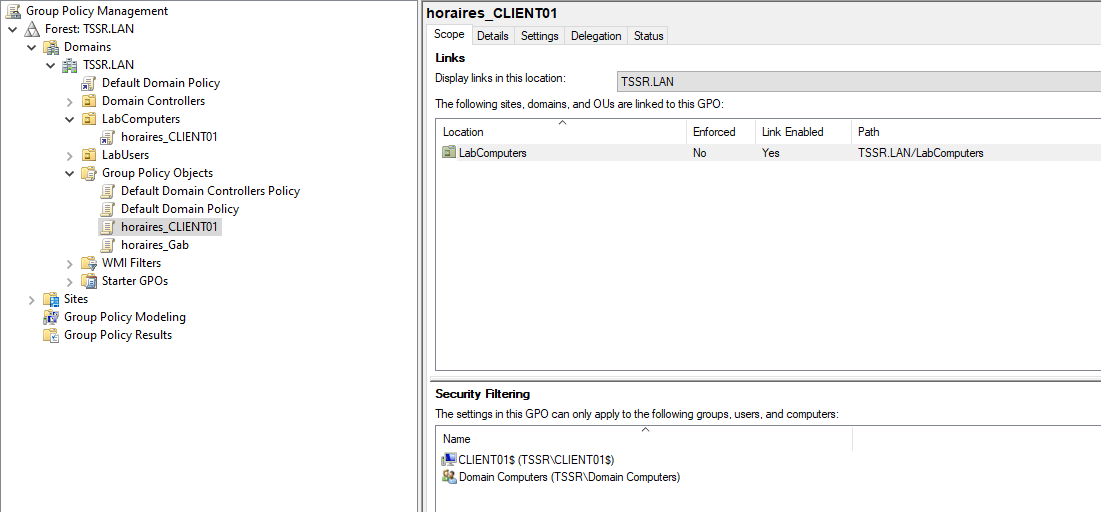 Group Policy Management
Forest: TSSR.LAN
Domains
TSSR.LAN
Default Domain Policy
Domain Controllers
LabComputers
horaires_CLIENT01
LabUsers
Group Policy Objects
Default Domain Controllers Policy
Default Domain Policy
horaires_CLIENT01
horaires_Gab
WMI Filters
Starter GPOs
Sites
Group Policy Modeling
Group Policy Results
horaires_CLIENT01
Scope Details Settings Delegation Status
Links
Display links in this location: TSSR.LAN
The following sites, domains, and OUs are linked to this GPO:
Location Enforced Link Enabled Path
LabComputers No Yes TSSR.LAN/LabComputers
Security Filtering
The settings in this GPO can only apply to the following groups, users, and computers:
Name
CLIENT01$ (TSSR\CLIENT01$)
Domain Computers (TSSR\Domain Computers)